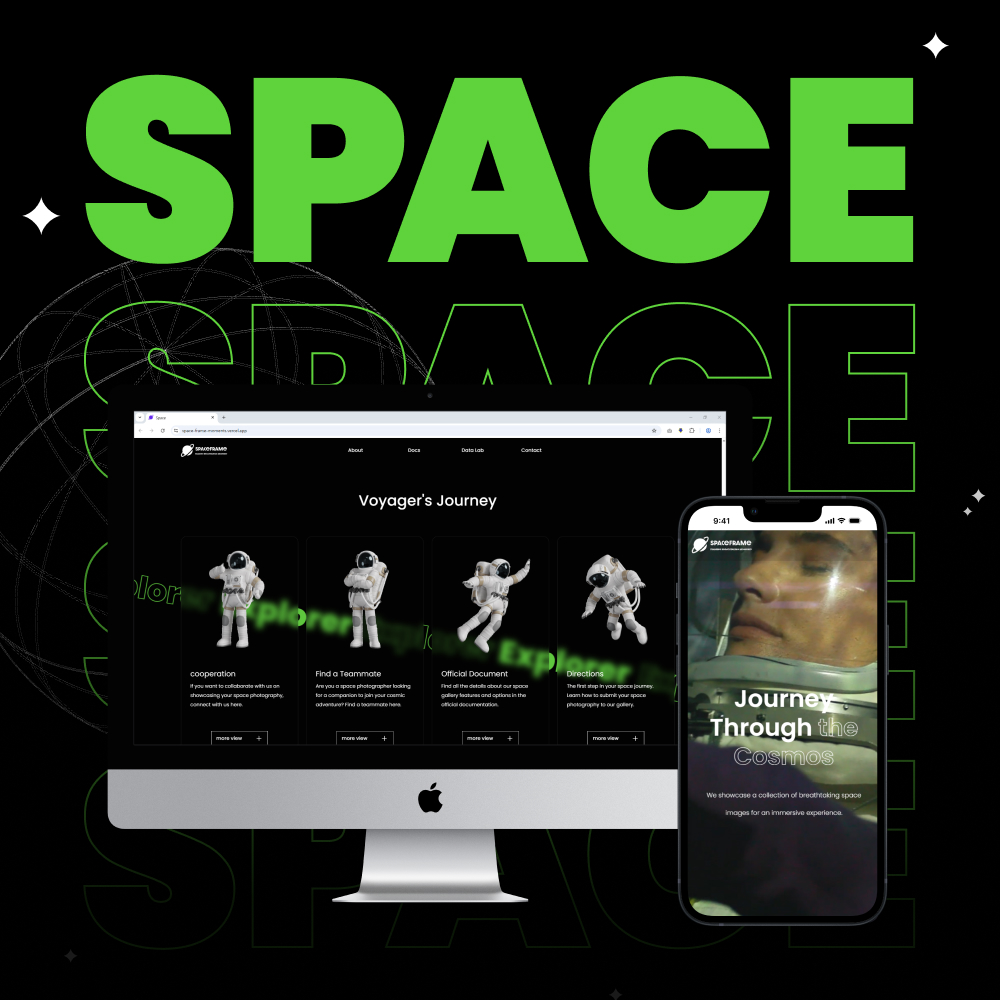 SPACE
SPACE
Space
space-frame-moments.vercel.app
SPACEFRAME
About Docs Data Lab Contact
Voyager's Journey
plor
Explorer
Explorer
cooperation
If you want to collaborate with us on
showcasing your space photography,
connect with us here.
more view +
Find a Teammate
Are you a space photographer looking
for a companion to join your cosmic
adventure? Find a teammate here.
more view +
Official Document
Find all the details about our space
gallery features and options in the
official documentation.
more view +
Directions
The first step in your space journey.
Learn how to submit your space
photography to our gallery.
more view +
9:41
SPACEFRAME
Journey
Through the
Cosmos
We showcase a collection of breathtaking space
images for an immersive experience.
SPACE